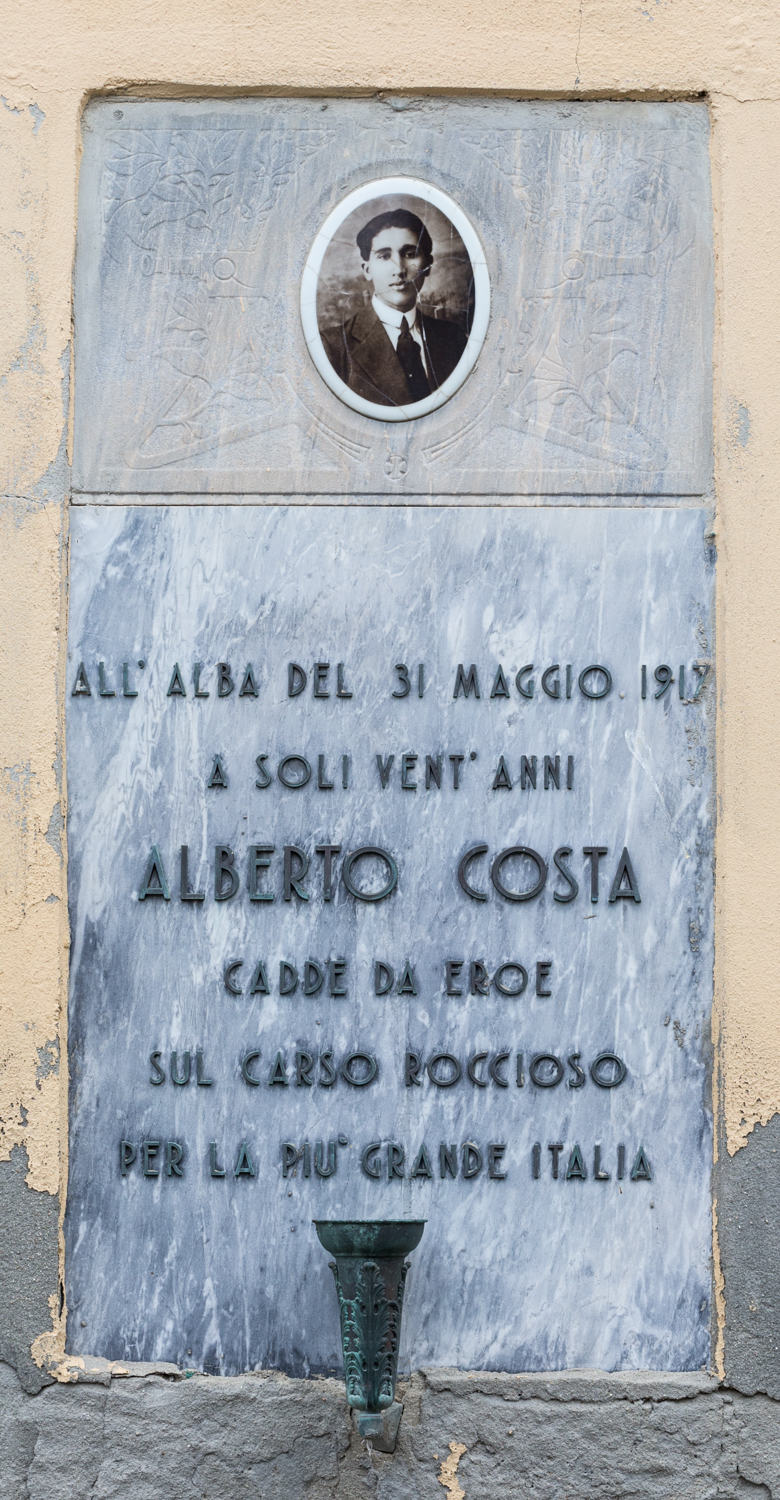 ALL' ALBA DEL 31 MAGGIO 1917
A SOLI VENT' ANNI
ALBERTO COSTA
CADDE DA EROE
SUL CARSO ROCCIOSO
PER LA PIU' GRANDE ITALIA